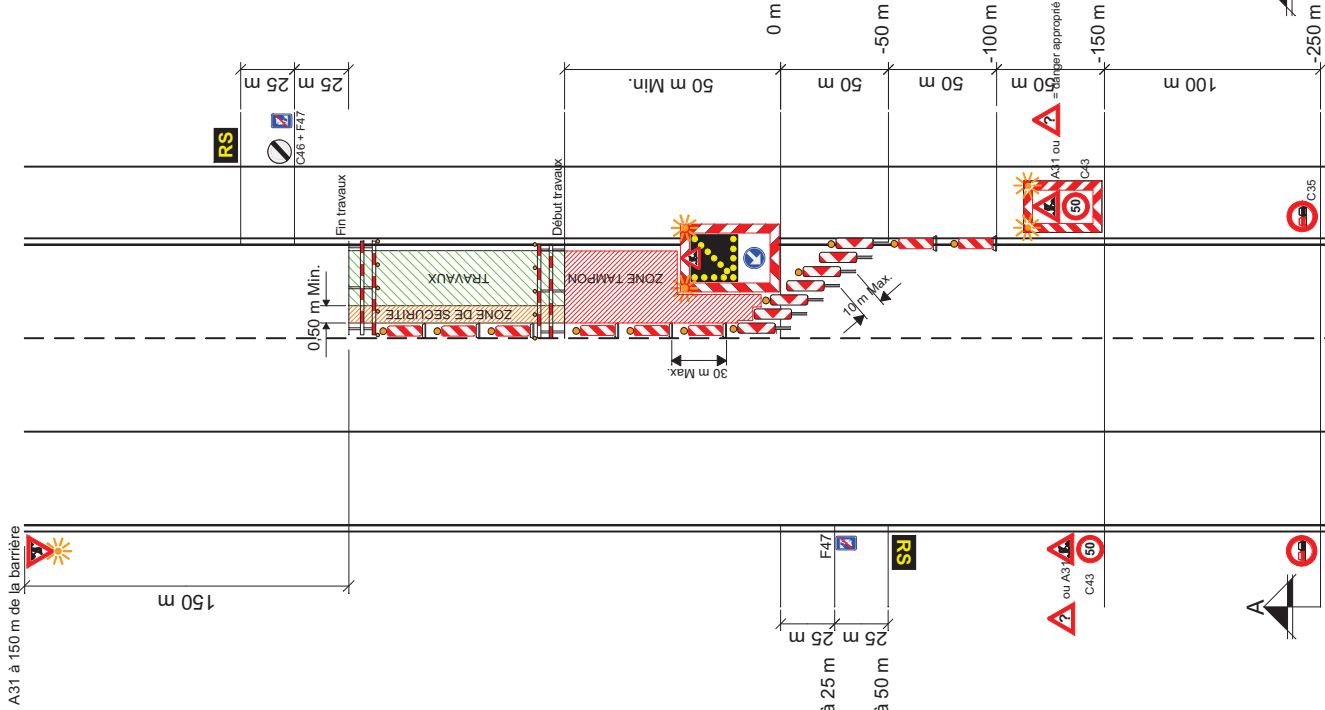 A31 à 150 m de la barrière
150 m
RS
25 m
25 m
C46 + F47
Fin travaux
0,50 m Min.
TRAVAUX
ZONE DE SECURITE
Début travaux
ZONE TAMPON
50 m Min.
30 m Max.
10 m Max.
0 m
50 m
-50 m
50 m
-100 m
50 m
-150 m
100 m
-250 m
A31 ou ? = danger approprié
C43
50
C35
F47
RS
25 m
25 m
à 25 m
à 50 m
? ou A31
C43
50
A